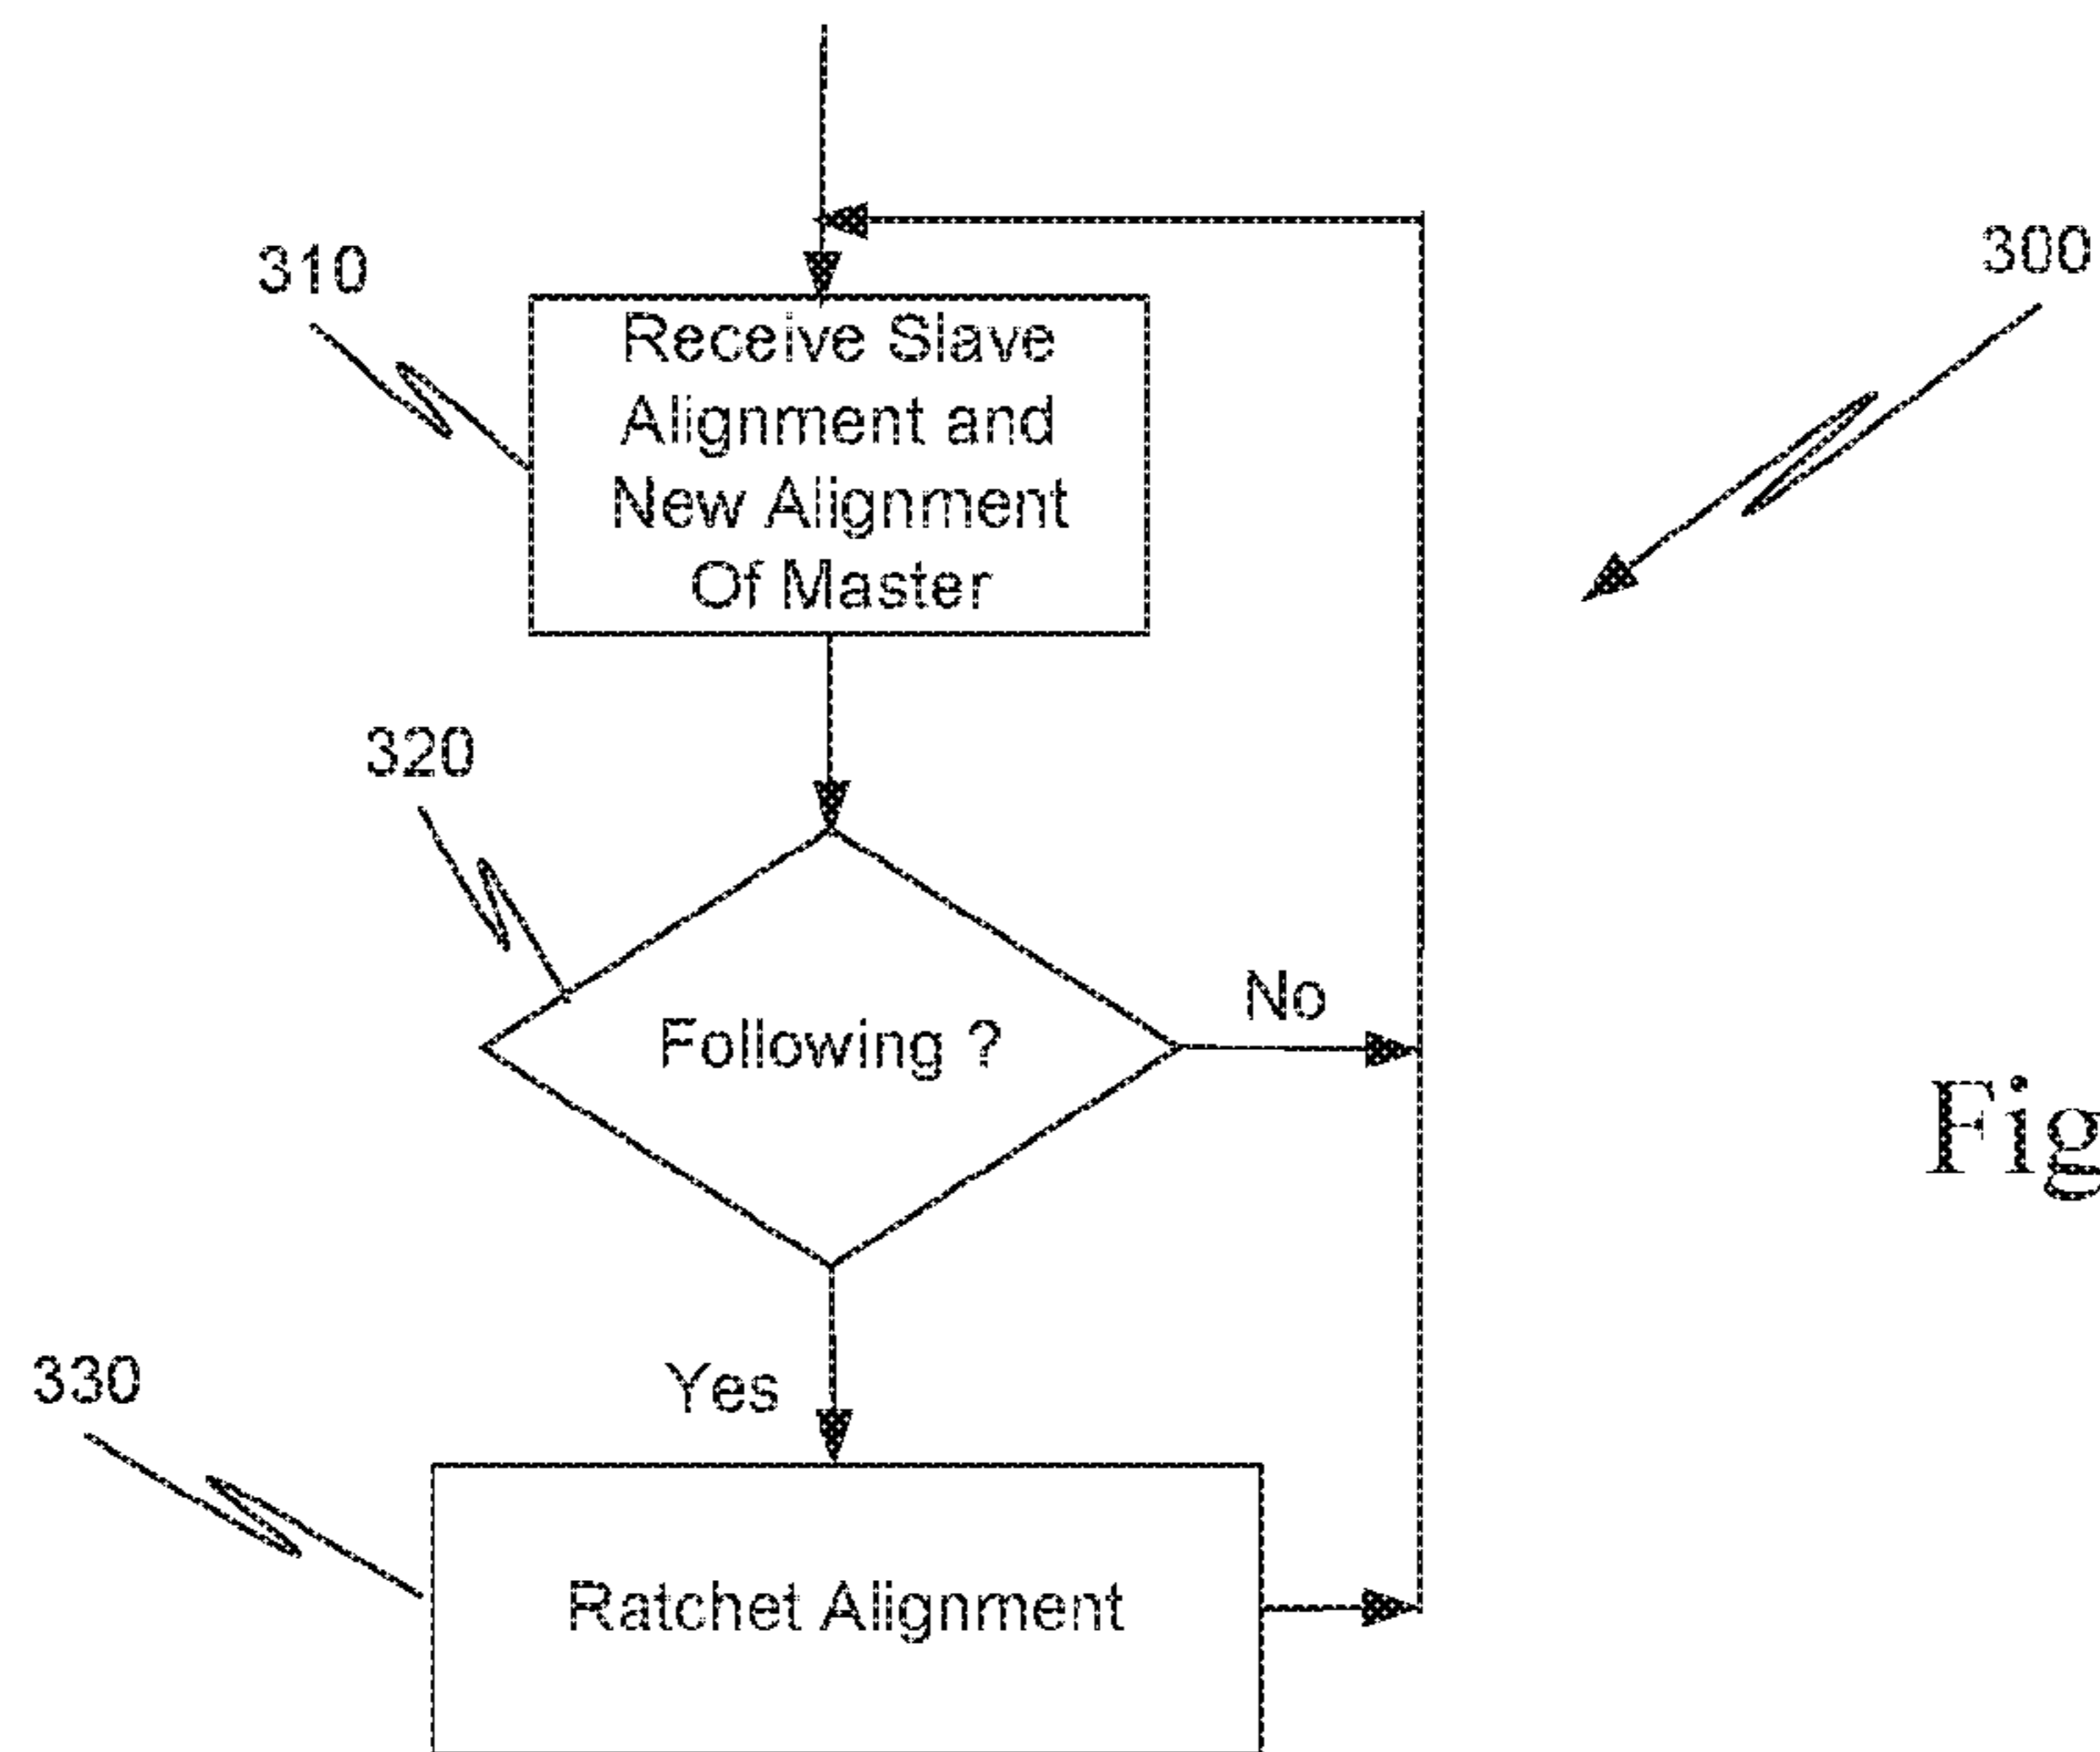 310
300
Receive Slave
Alignment and
New Alignment
Of Master
320
Following ?
No
Fig
Yes
330
Ratchet Alignment